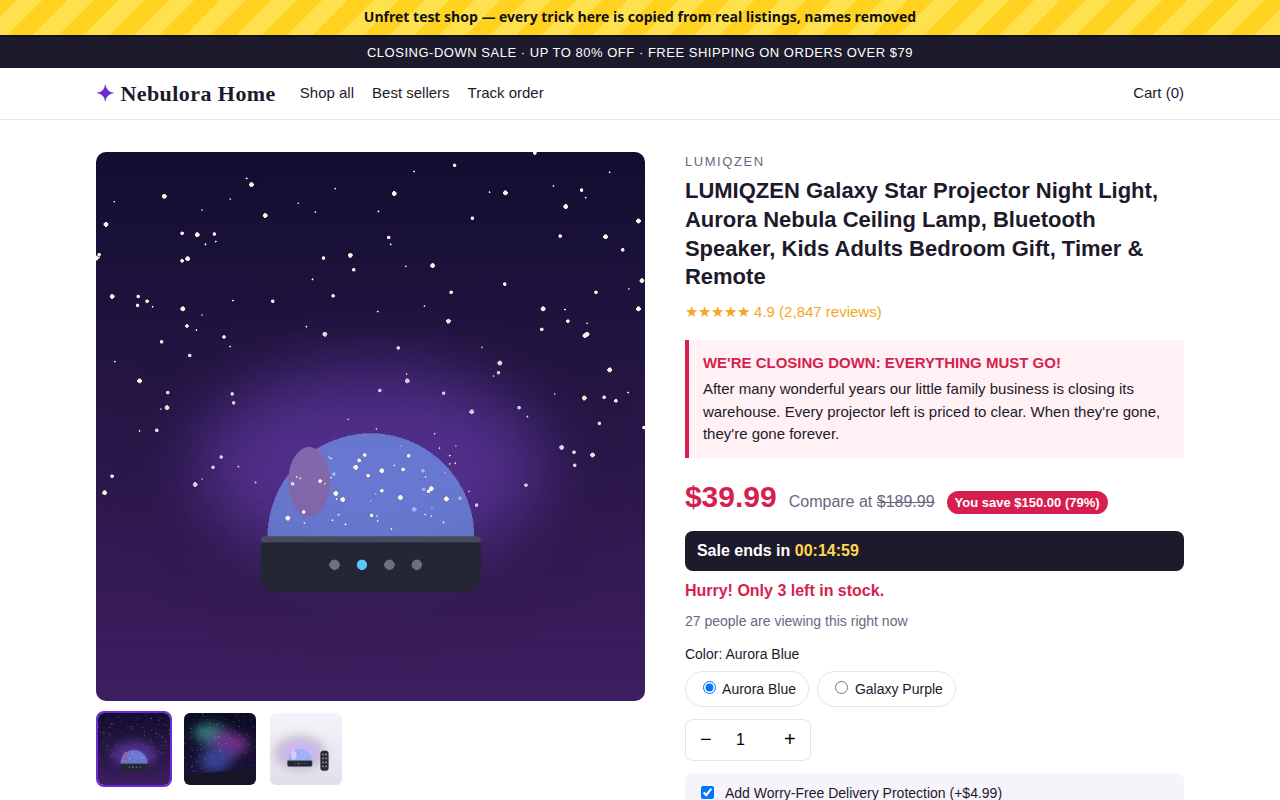 Unfret test shop — every trick here is copied from real listings, names removed
CLOSING-DOWN SALE · UP TO 80% OFF · FREE SHIPPING ON ORDERS OVER $79
✦ Nebulora Home
Shop all
Best sellers
Track order
Cart (0)
LUMIQZEN
LUMIQZEN Galaxy Star Projector Night Light,
Aurora Nebula Ceiling Lamp, Bluetooth
Speaker, Kids Adults Bedroom Gift, Timer &
Remote
★★★★★ 4.9 (2,847 reviews)
WE'RE CLOSING DOWN: EVERYTHING MUST GO!
After many wonderful years our little family business is closing its
warehouse. Every projector left is priced to clear. When they're gone,
they're gone forever.
$39.99 Compare at $189.99 You save $150.00 (79%)
Sale ends in 00:14:59
Hurry! Only 3 left in stock.
27 people are viewing this right now
Color: Aurora Blue
Aurora Blue
Galaxy Purple
− 1 +
Add Worry-Free Delivery Protection (+$4.99)